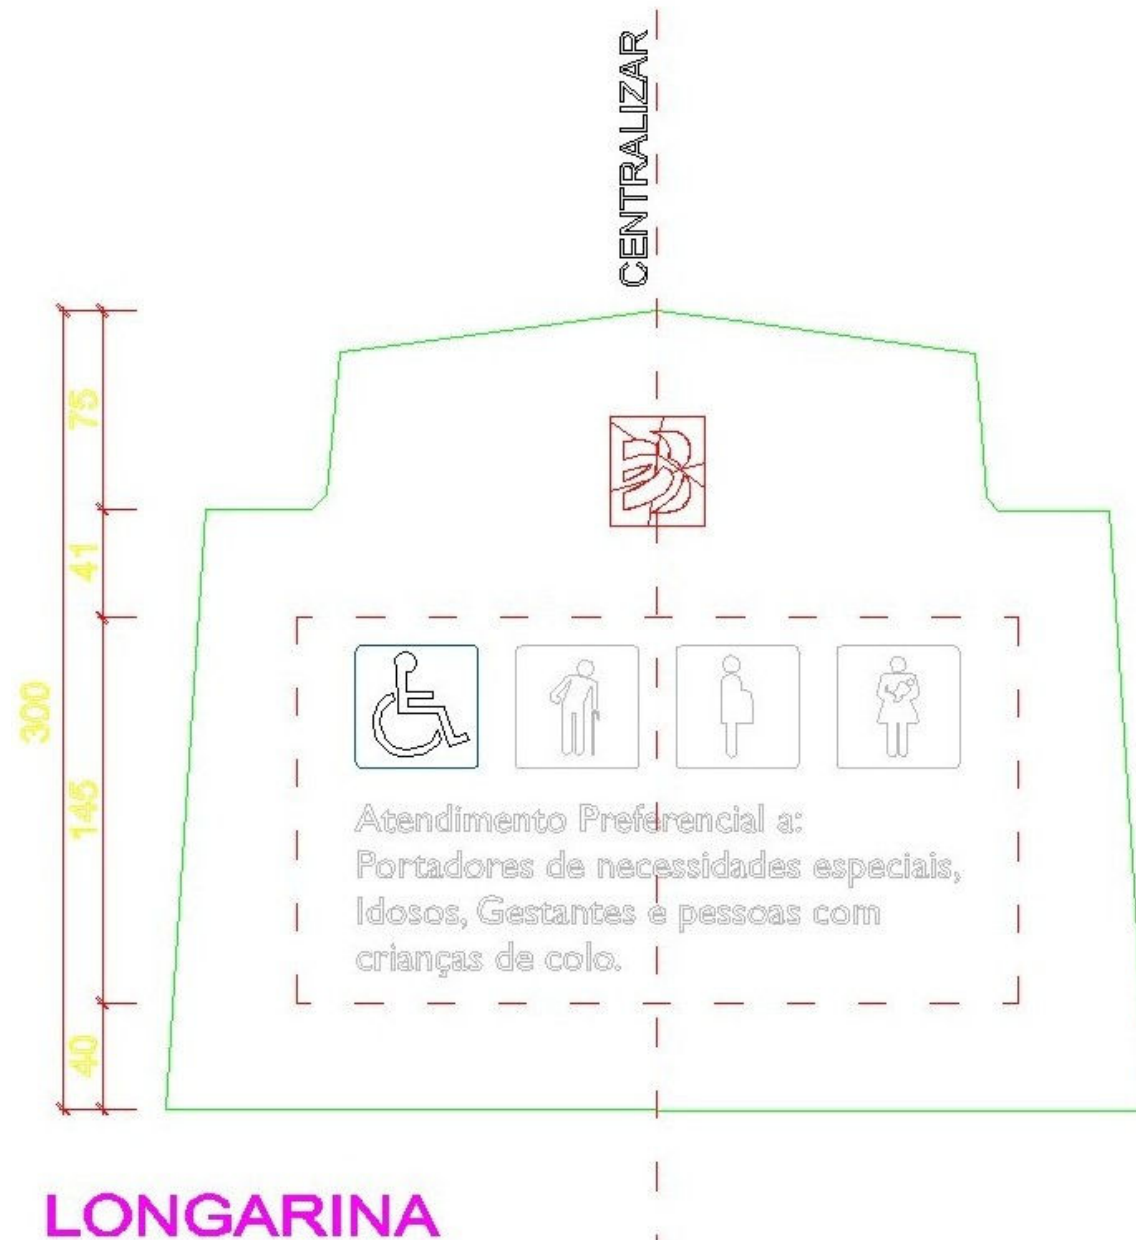 CENTRALIZAR
75
41
300
145
40
Atendimento Preferencial a:
Portadores de necessidades especiais,
Idosos, Gestantes e pessoas com
crianças de colo.
LONGARINA